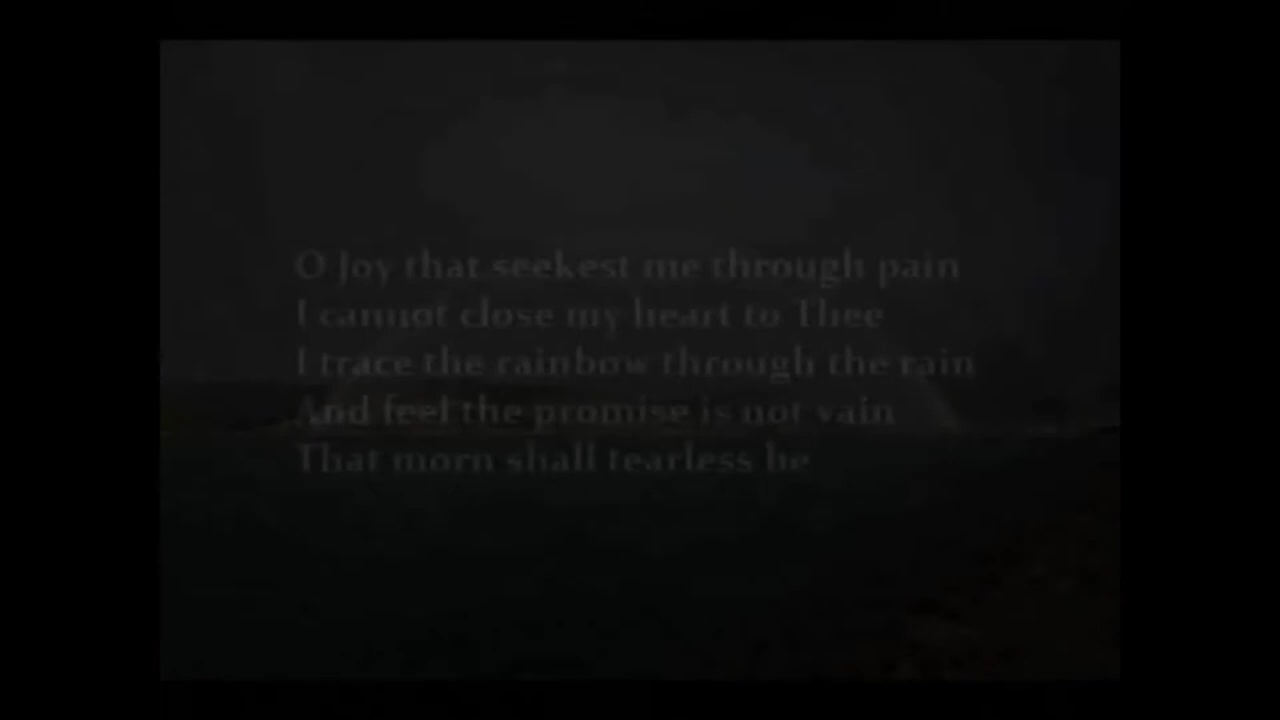 O Joy that seekest me through pain
I cannot close my heart to Thee
I trace the rainbow through the rain
And feel the promise is not vain
That morn shall tearless be